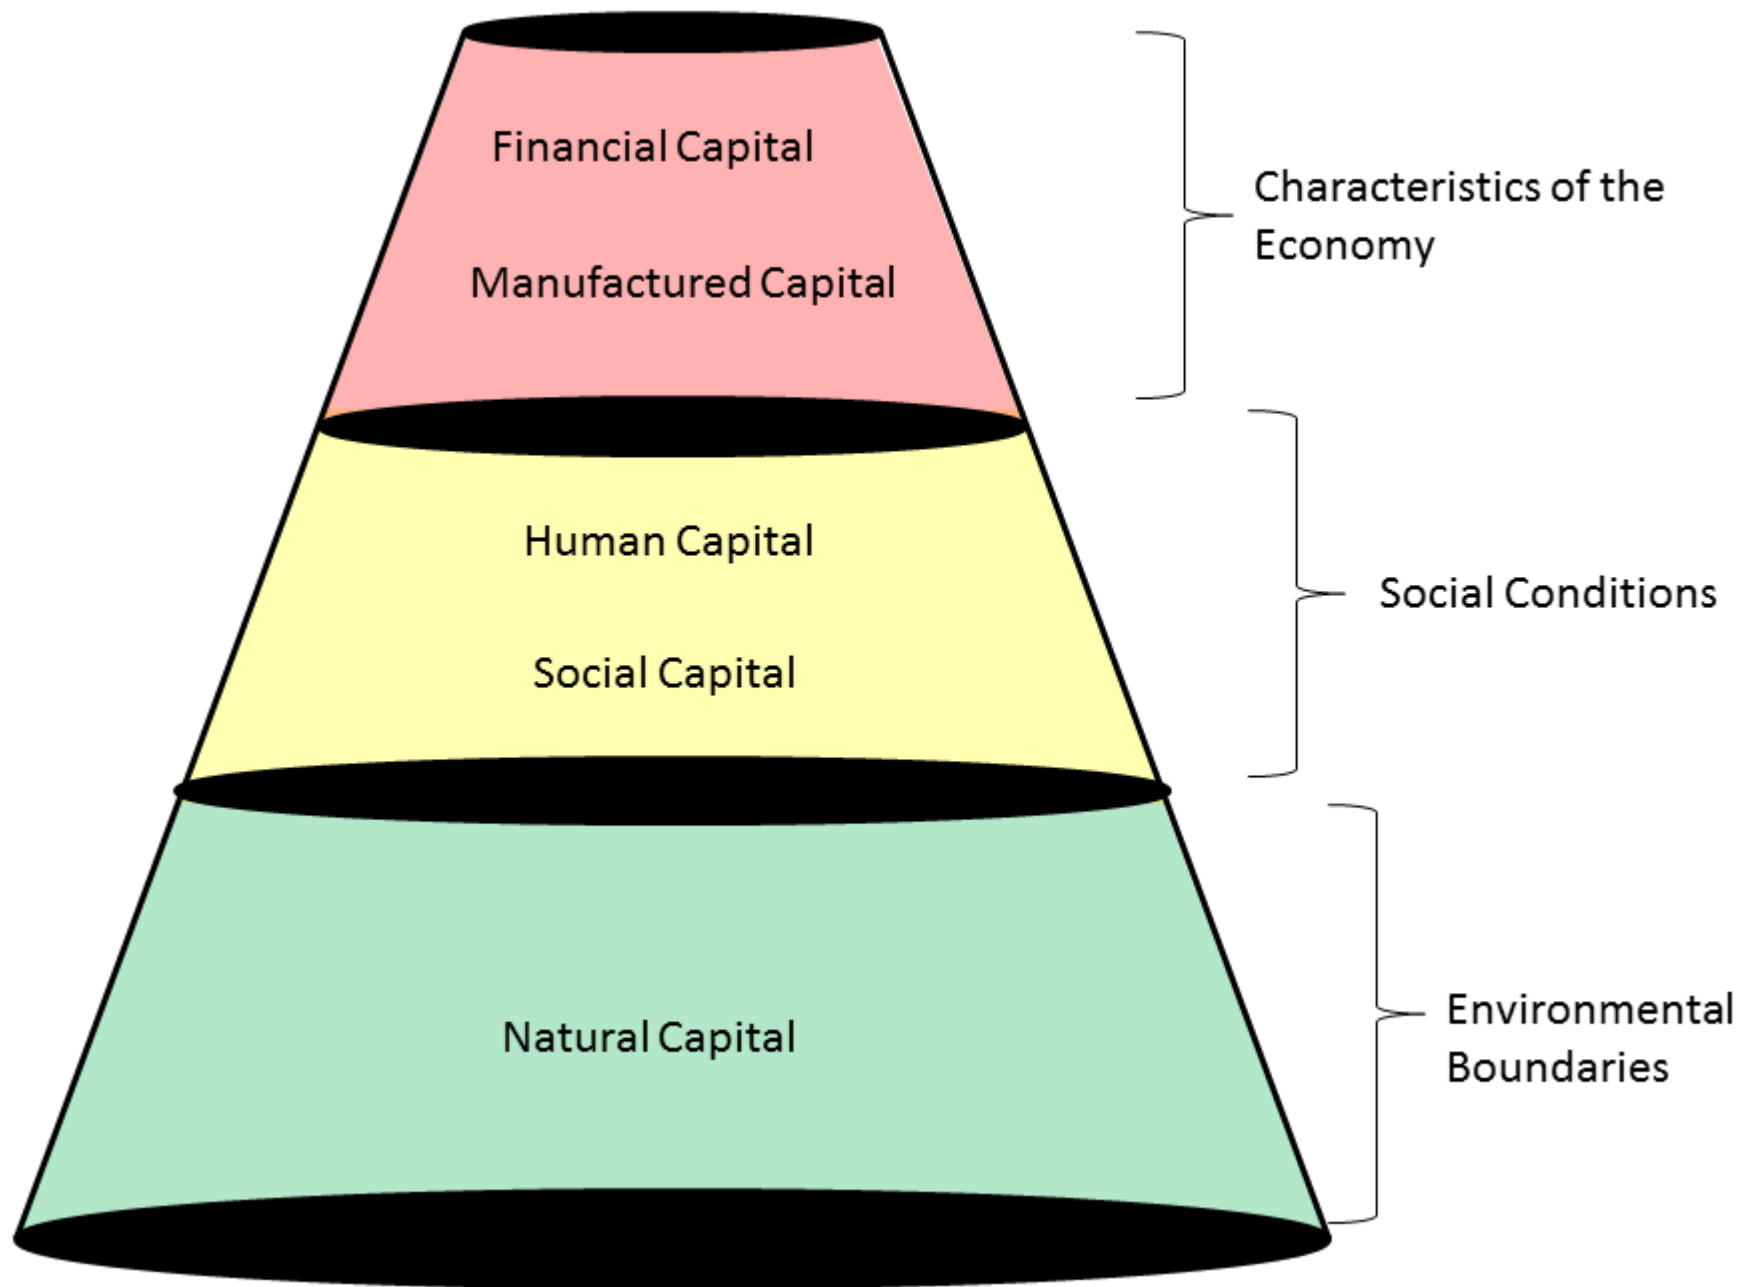 Financial Capital
Manufactured Capital
Characteristics of the
Economy
Human Capital
Social Capital
Social Conditions
Natural Capital
Environmental
Boundaries